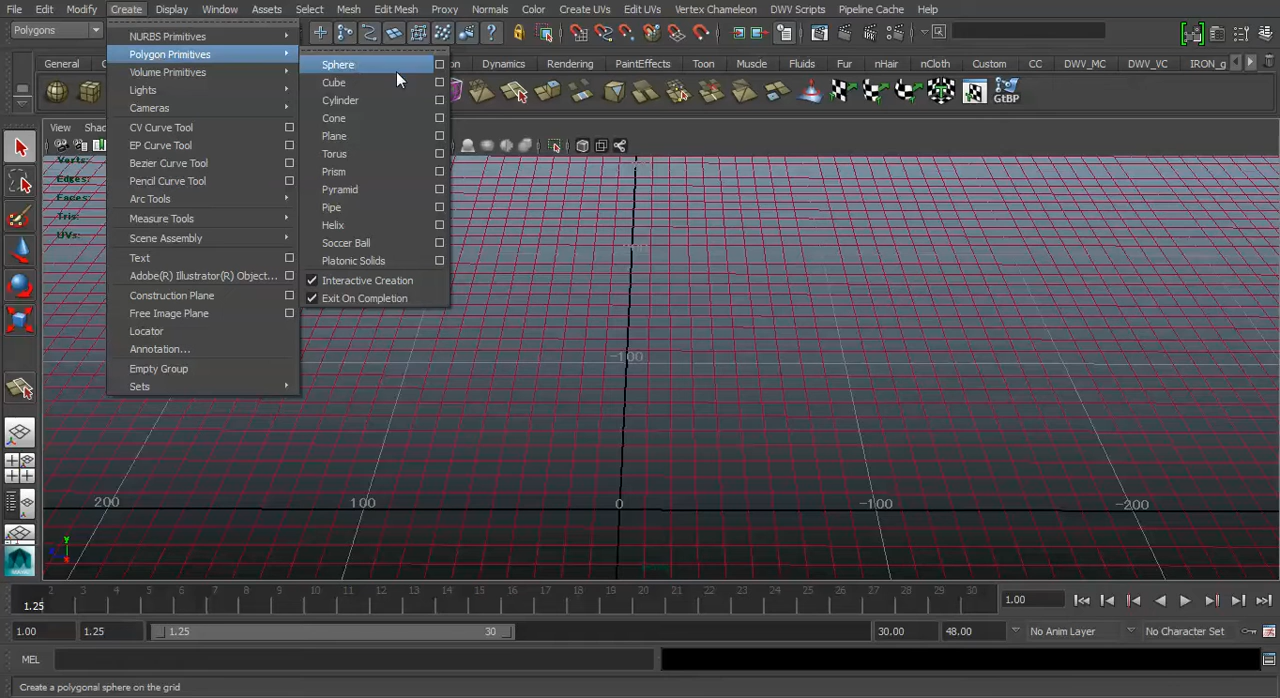 File Edit Modify Create Display Window Assets Select Mesh Edit Mesh Proxy Normals Color Create UVs Edit UVs Vertex Chameleon DWV Scripts Pipeline Cache Help
Polygons
NURBS Primitives
Polygon Primitives
Volume Primitives
Lights
Cameras
CV Curve Tool
EP Curve Tool
Bezier Curve Tool
Pencil Curve Tool
Arc Tools
Measure Tools
Scene Assembly
Text
Adobe(R) Illustrator(R) Object...
Construction Plane
Free Image Plane
Locator
Annotation...
Empty Group
Sets
Sphere
Cube
Cylinder
Cone
Plane
Torus
Prism
Pyramid
Pipe
Helix
Soccer Ball
Platonic Solids
Interactive Creation
Exit On Completion
General Dynamics Rendering PaintEffects Toon Muscle Fluids Fur nHair nCloth Custom CC DWV_MC DWV_VC IRON_g
GtBP
View Shad
Verts:
Edges:
Faces:
Tris:
UVs:
-100
200 100 0 -100 -200
y
2 3 4 5 6 7 8 9 10 11 12 13 14 15 16 17 18 19 20 21 22 23 24 25 26 27 28 29 30
1.25 1.00
1.00 1.25 1.25 30 30.00 48.00 No Anim Layer No Character Set
MEL
Create a polygonal sphere on the grid